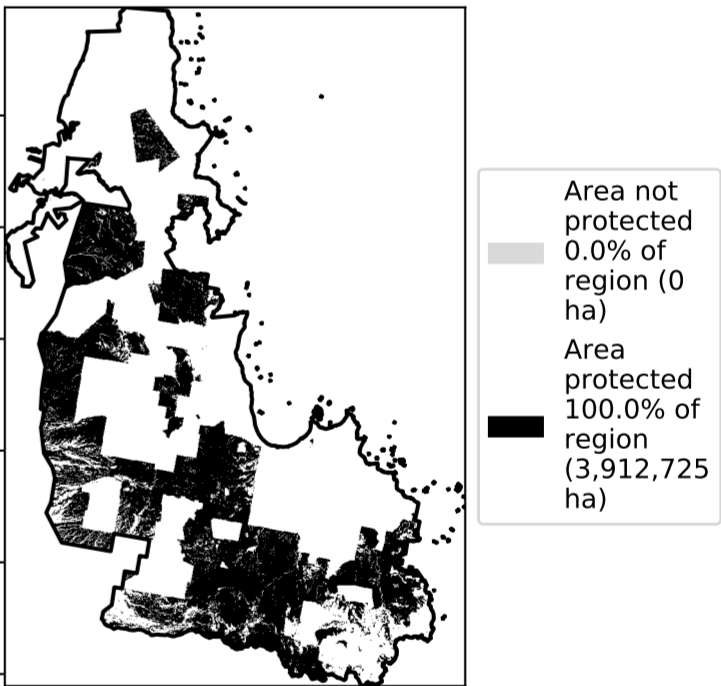 Area not
protected
0.0% of
region (0
ha)
Area
protected
100.0% of
region
(3,912,725
ha)